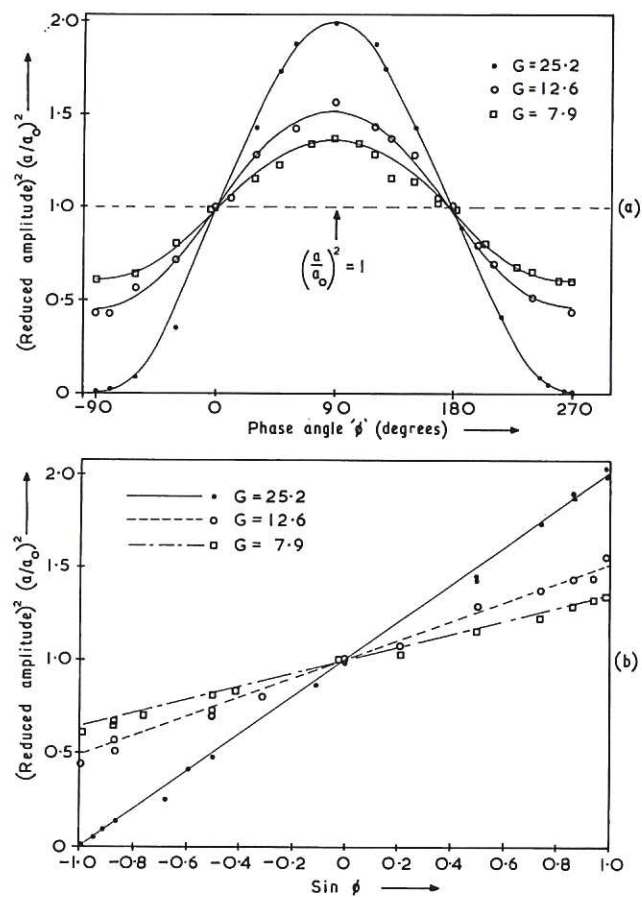 2·0
1·5
1·0
0·5
0
(Reduced amplitude)² (a/a₀)²
• G=25·2
○ G=12·6
□ G= 7·9
(a/a₀)² = 1
(a)
-90 0 90 180 270
Phase angle 'ϕ' (degrees)
2·0
1·5
1·0
0·5
0
(Reduced amplitude)² (a/a₀)²
G=25·2
G=12·6
G= 7·9
(b)
-1·0 -0·8 -0·6 -0·4 -0·2 0 0·2 0·4 0·6 0·8 1·0
Sin ϕ